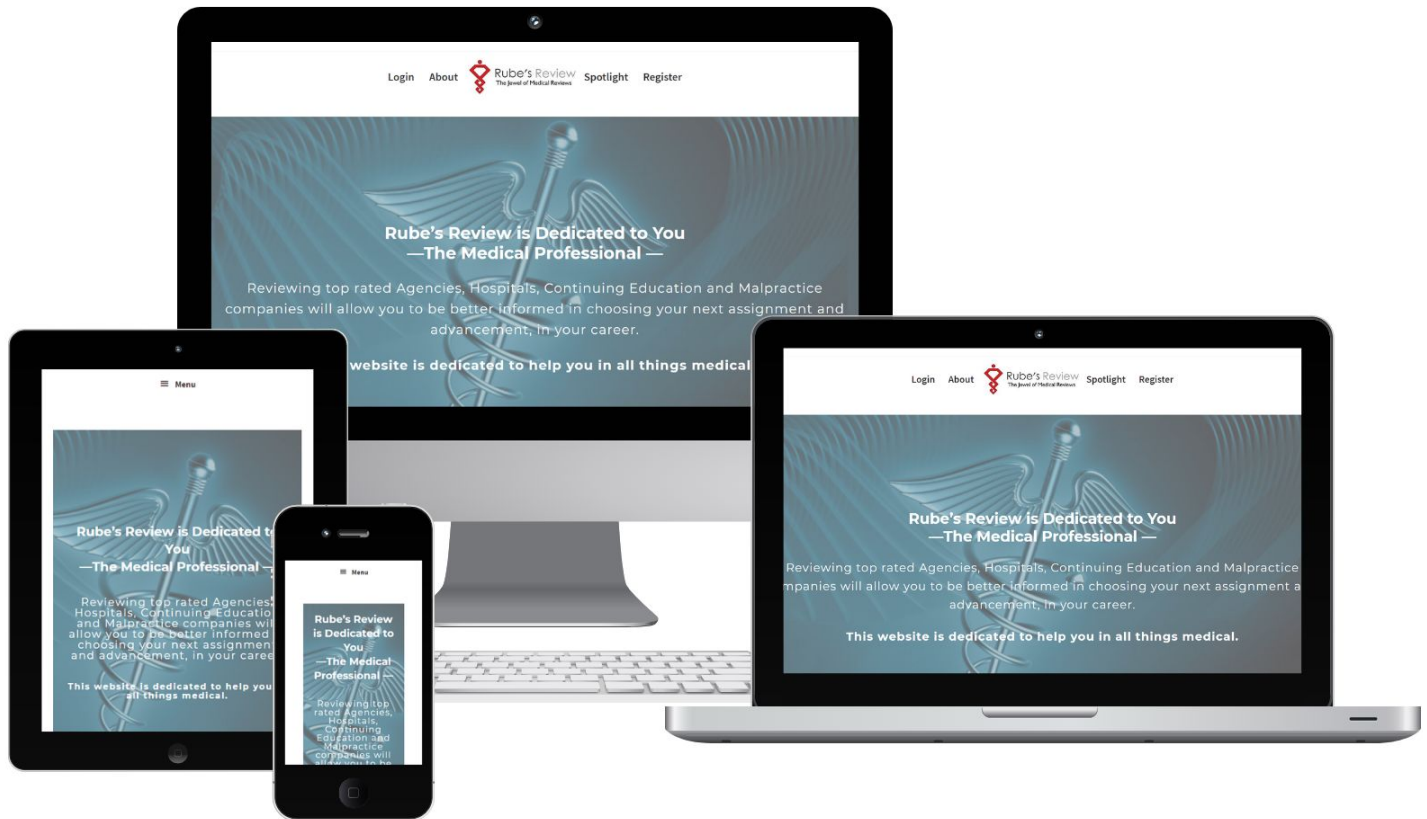 Login About Rube's Review Spotlight Register
The Jewel of Medical Reviews
Rube's Review is Dedicated to You
—The Medical Professional —
Reviewing top rated Agencies, Hospitals, Continuing Education and Malpractice
companies will allow you to be better informed in choosing your next assignment and
advancement, in your career.
website is dedicated to help you in all things medical
Menu
Rube's Review is Dedicated to
You
—The Medical Professional —
Reviewing top rated Agencies,
Hospitals, Continuing Educatio
and Malpractice companies wil
allow you to be better informed
choosing your next assignment
and advancement, in your caree
This website is dedicated to help you
all things medical.
Menu
Rube's Review
is Dedicated to
You
—The Medical
Professional —
Reviewing top
rated Agencies,
Hospitals,
Continuing
Education and
Malpractice
companies will
allow you to be
Login About Rube's Review Spotlight Register
The Jewel of Medical Reviews
Rube's Review is Dedicated to You
—The Medical Professional —
Reviewing top rated Agencies, Hospitals, Continuing Education and Malpractice
mpanies will allow you to be better informed in choosing your next assignment a
advancement, in your career.
This website is dedicated to help you in all things medical.